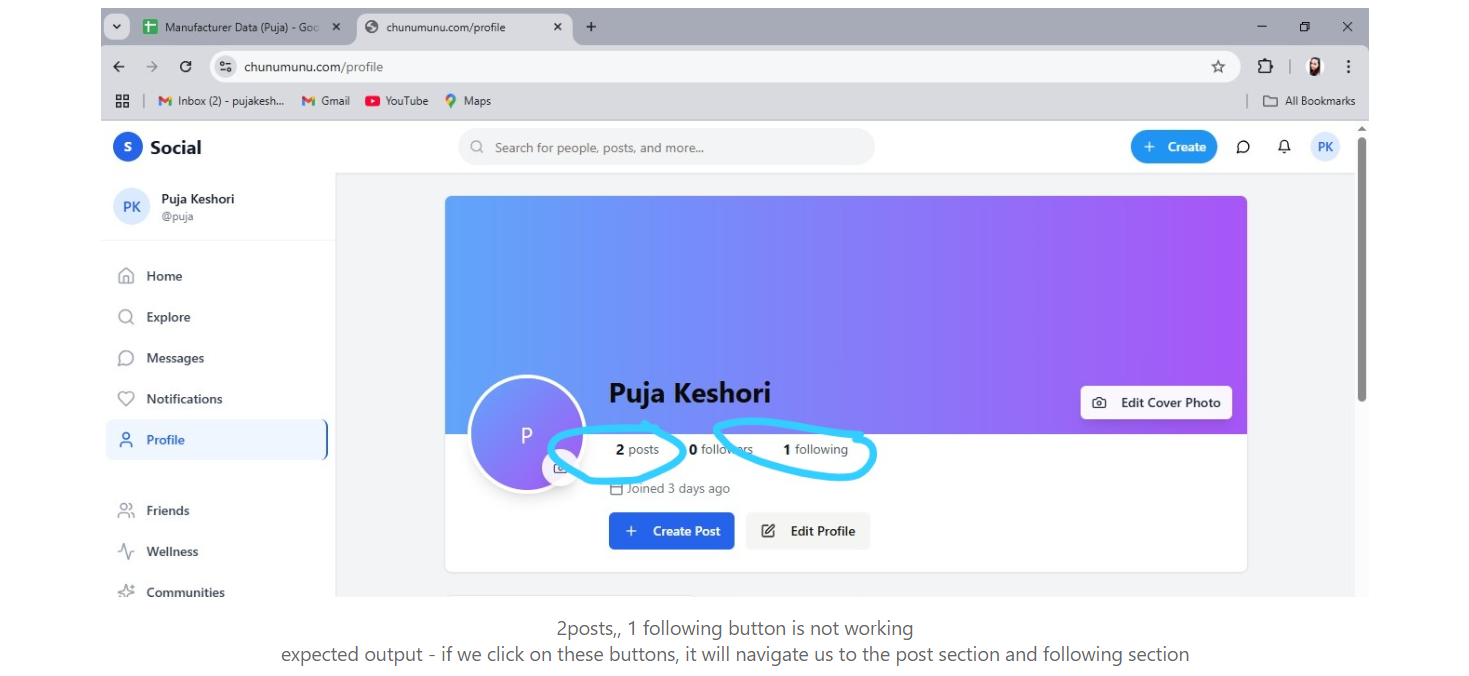 Manufacturer Data (Puja) - Goo
chunumunu.com/profile
chunumunu.com/profile
Inbox (2) - pujakesh...
Gmail
YouTube
Maps
All Bookmarks
S Social
Search for people, posts, and more...
+ Create
PK
PK
Puja Keshori
@puja
Home
Explore
Messages
Notifications
Profile
Friends
Wellness
Communities
P
Puja Keshori
Edit Cover Photo
2 posts 0 followers 1 following
Joined 3 days ago
+ Create Post
Edit Profile
2posts,, 1 following button is not working
expected output - if we click on these buttons, it will navigate us to the post section and following section